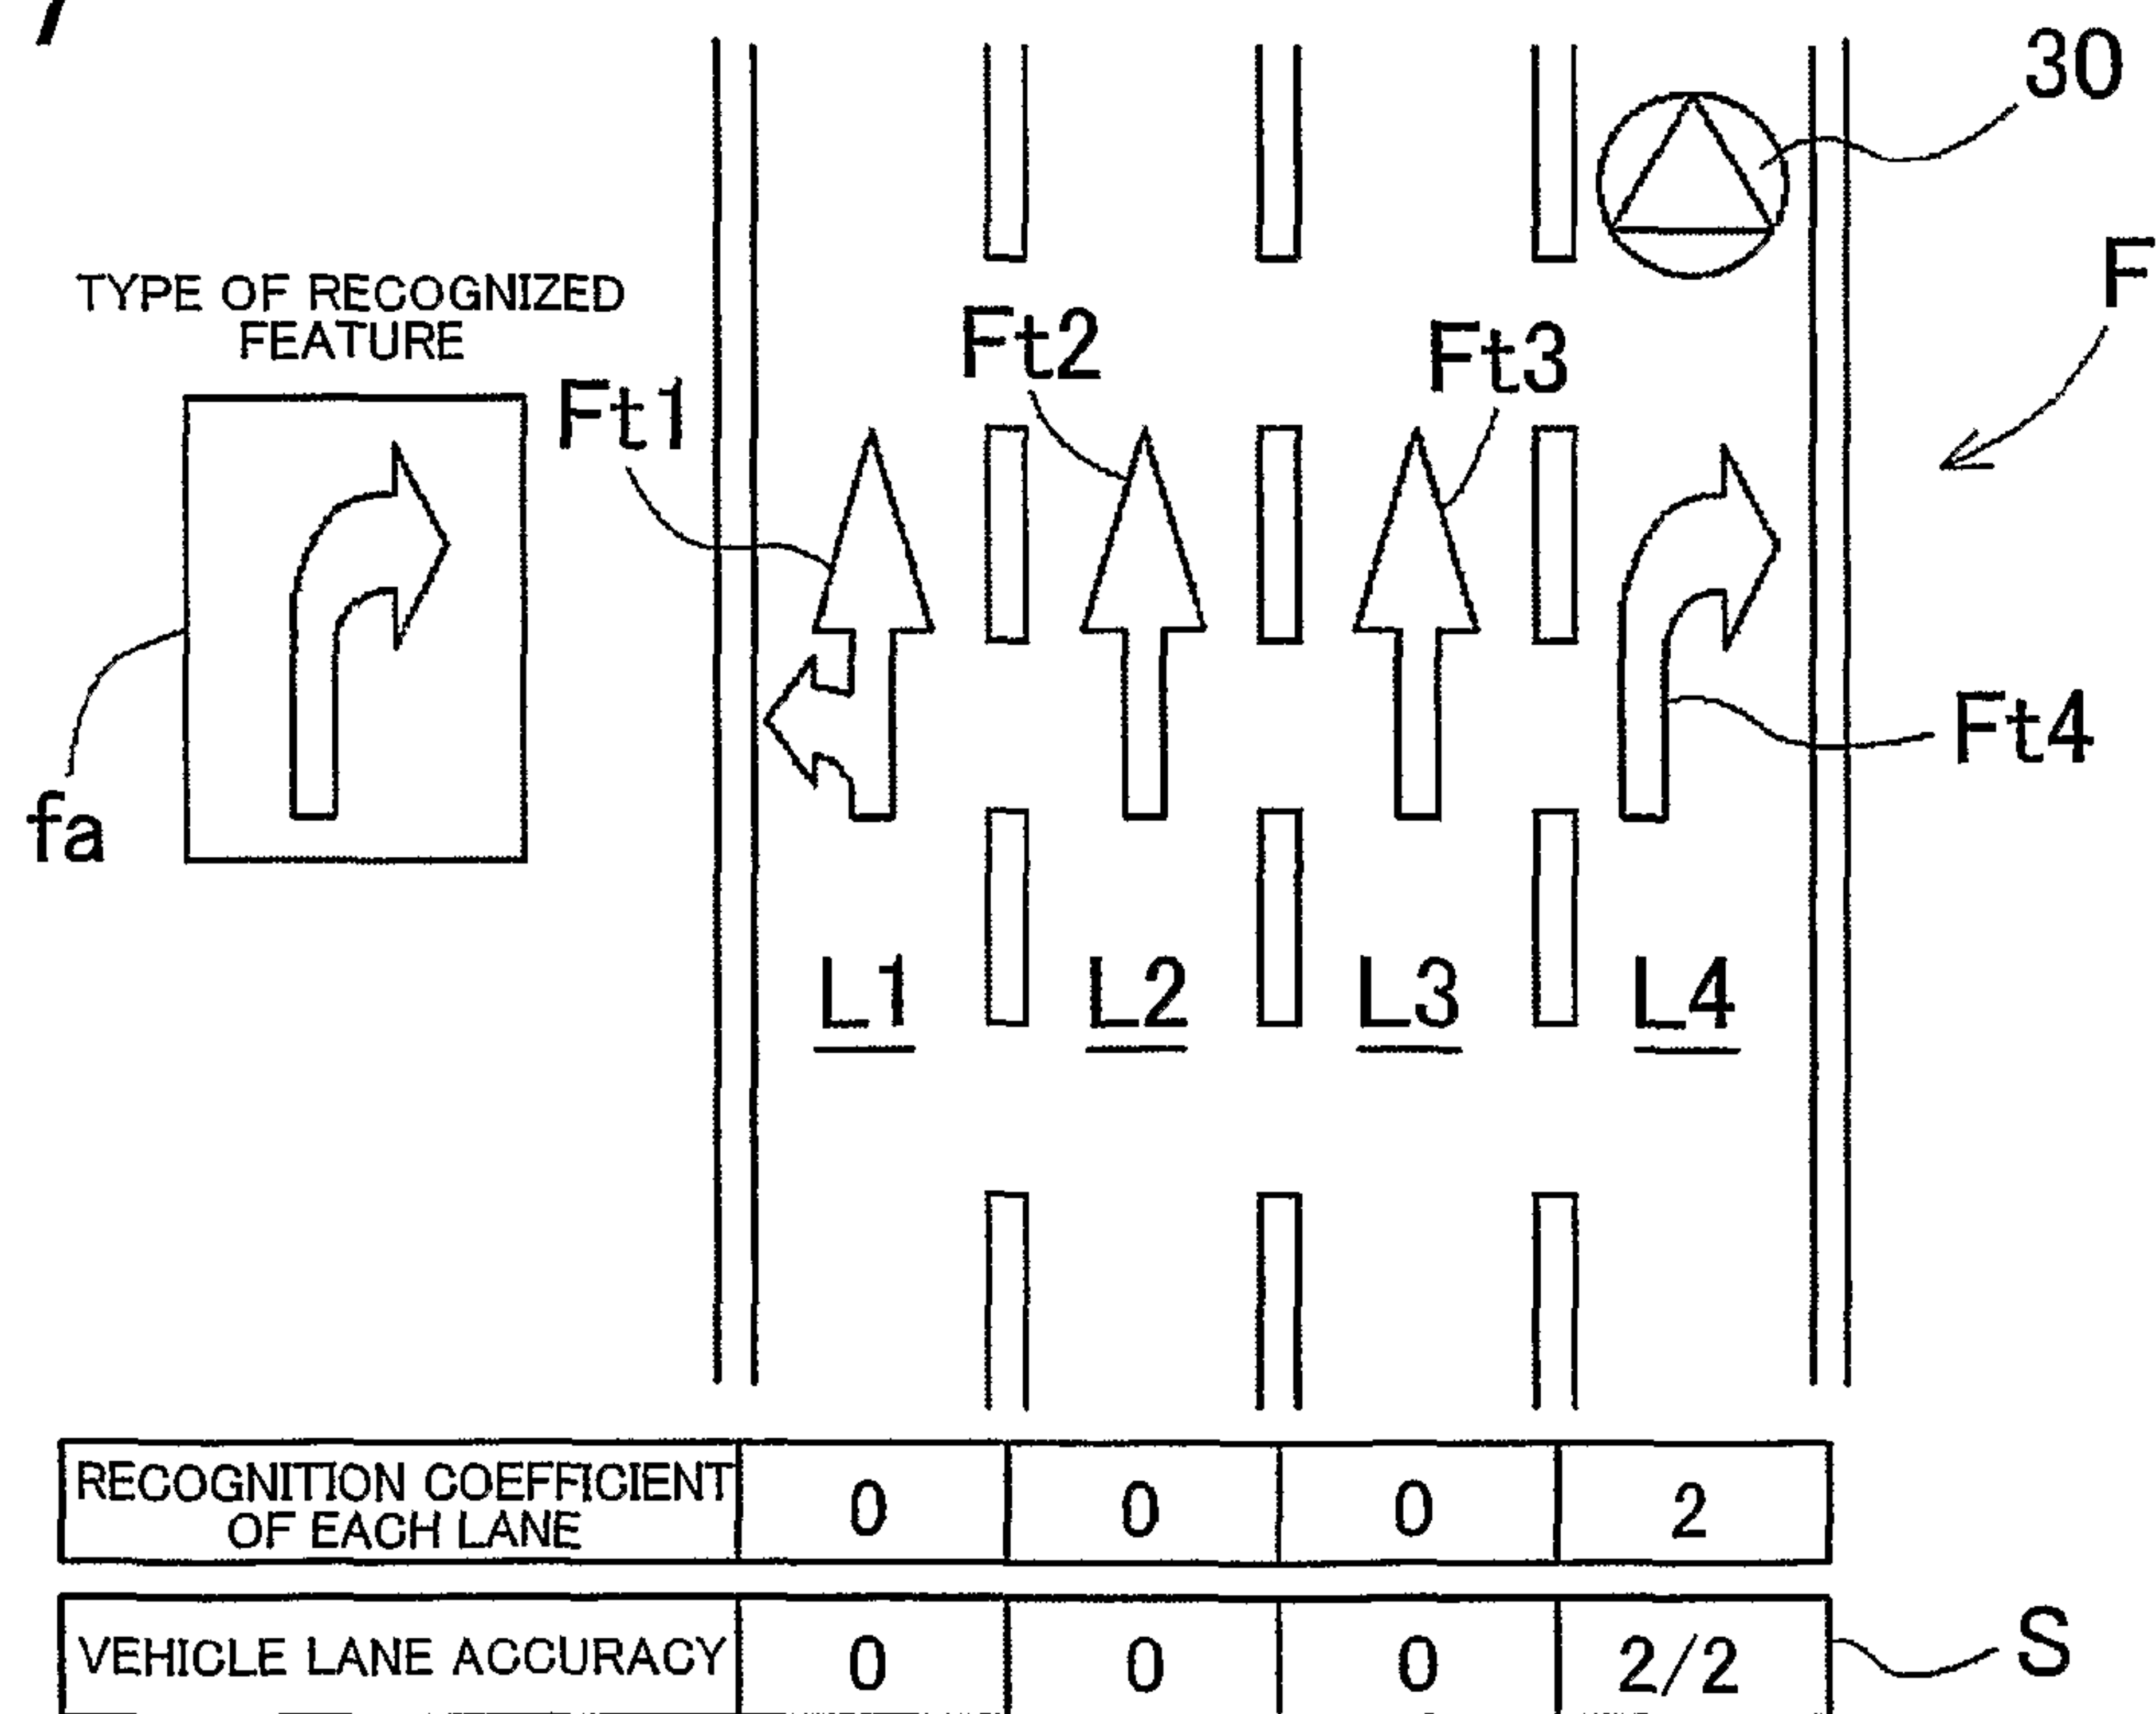 7
30
F
TYPE OF RECOGNIZED
FEATURE
Ft1
Ft2
Ft3
Ft4
fa
L1 L2 L3 L4
RECOGNITION COEFFICIENT
OF EACH LANE 0 0 0 2
VEHICLE LANE ACCURACY 0 0 0 2/2
S